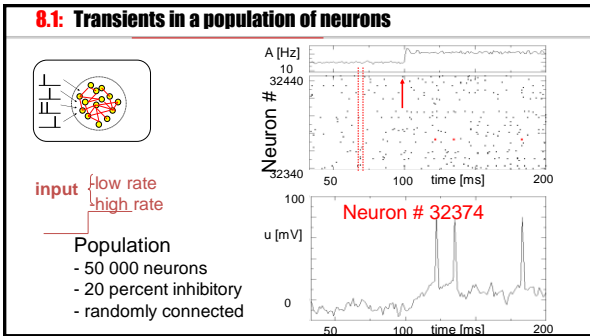 8.1: Transients in a population of neurons
A [Hz]
10
32440
Neuron #
32340
50
100
time [ms]
200
input
-low rate
-high rate
Population
- 50 000 neurons
- 20 percent inhibitory
- randomly connected
100
Neuron # 32374
u [mV]
0
50
100
time [ms]
200